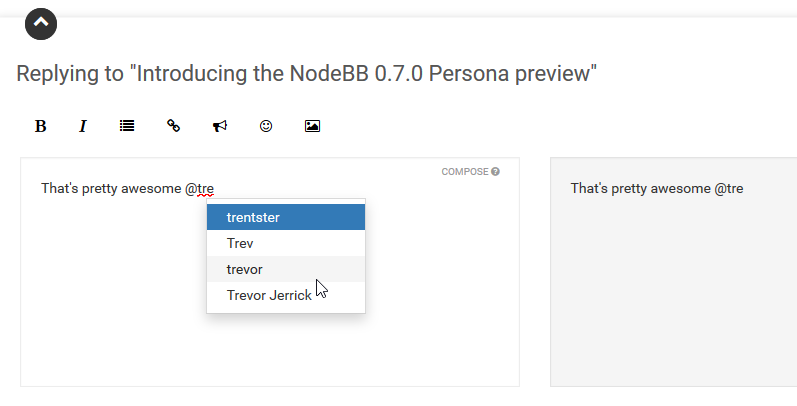 Replying to "Introducing the NodeBB 0.7.0 Persona preview"
B I
COMPOSE ?
That's pretty awesome @tre
trentster
Trev
trevor
Trevor Jerrick
That's pretty awesome @tre